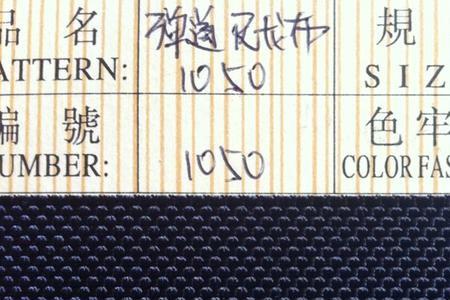 品 名 弹道尼龙布 規
ATTERN: 1050 SIZ
編 號 色牢
UMBER: 1050 COLOR FAS